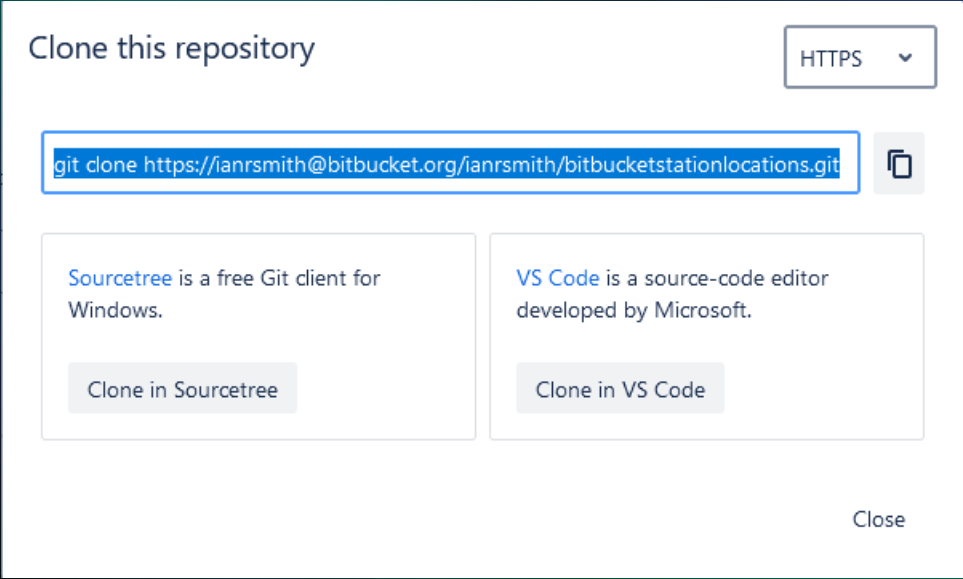 Clone this repository
HTTPS
git clone https://ianrsmith@bitbucket.org/ianrsmith/bitbucketstationlocations.git
Sourcetree is a free Git client for
Windows.
Clone in Sourcetree
VS Code is a source-code editor
developed by Microsoft.
Clone in VS Code
Close